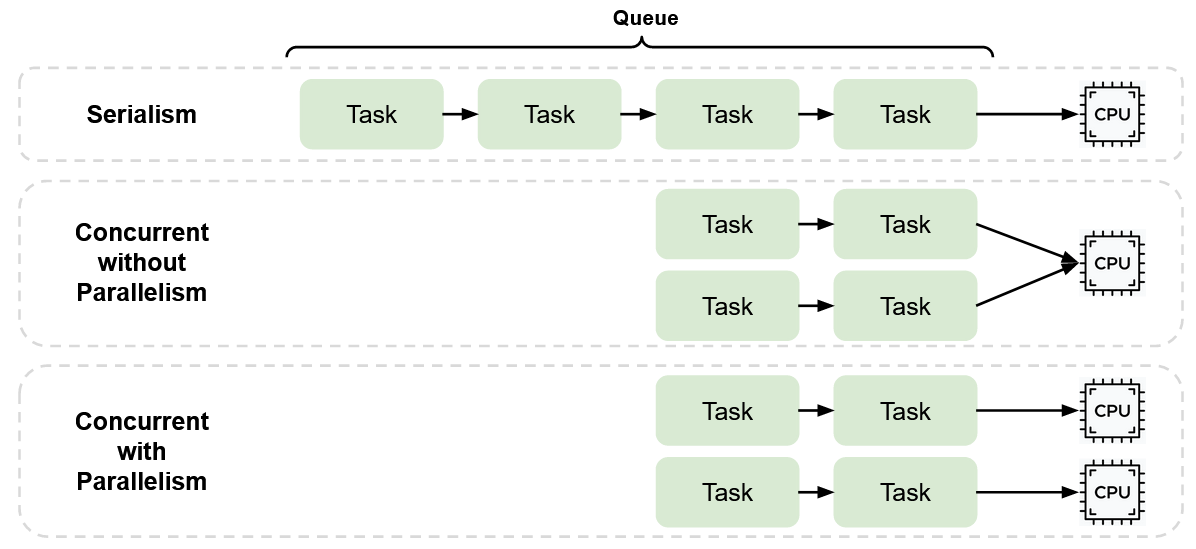 Queue
Serialism
Task
Task
Task
Task
CPU
Concurrent
without
Parallelism
Task
Task
Task
Task
CPU
Concurrent
with
Parallelism
Task
Task
CPU
Task
Task
CPU